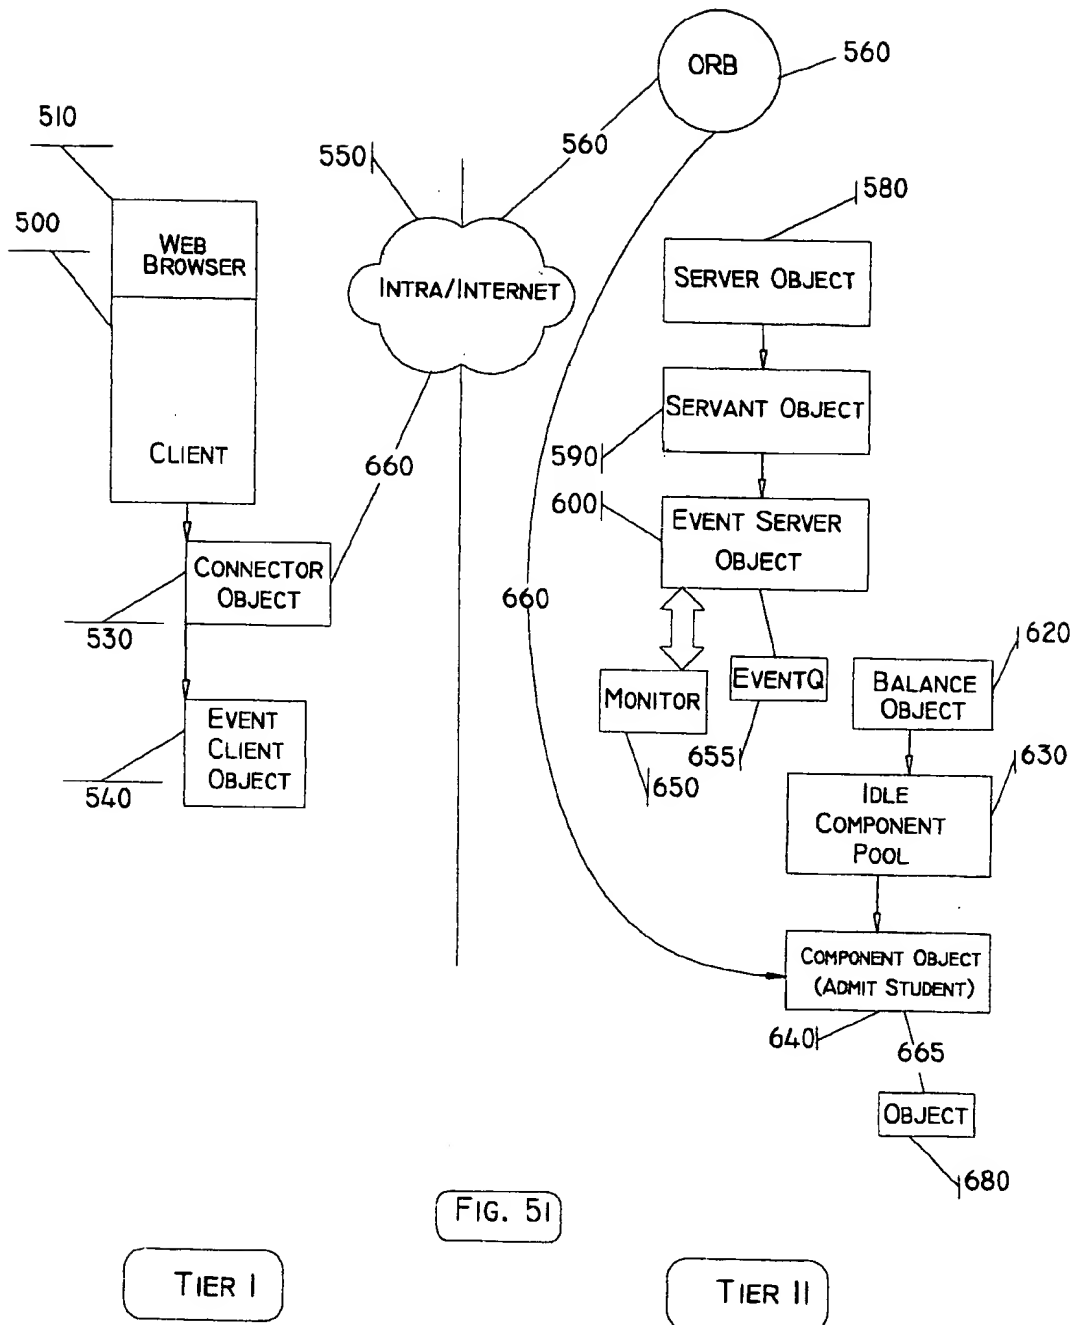 ORB
560
510
550
560
580
500
WEB
BROWSER
INTRA/INTERNET
SERVER OBJECT
SERVANT OBJECT
CLIENT
590
660
600
EVENT SERVER
OBJECT
CONNECTOR
OBJECT
660
530
620
MONITOR
EVENTQ
BALANCE
OBJECT
EVENT
CLIENT
OBJECT
655
630
540
650
IDLE
COMPONENT
POOL
COMPONENT OBJECT
(ADMIT STUDENT)
640
665
OBJECT
680
FIG. 51
TIER I
TIER II